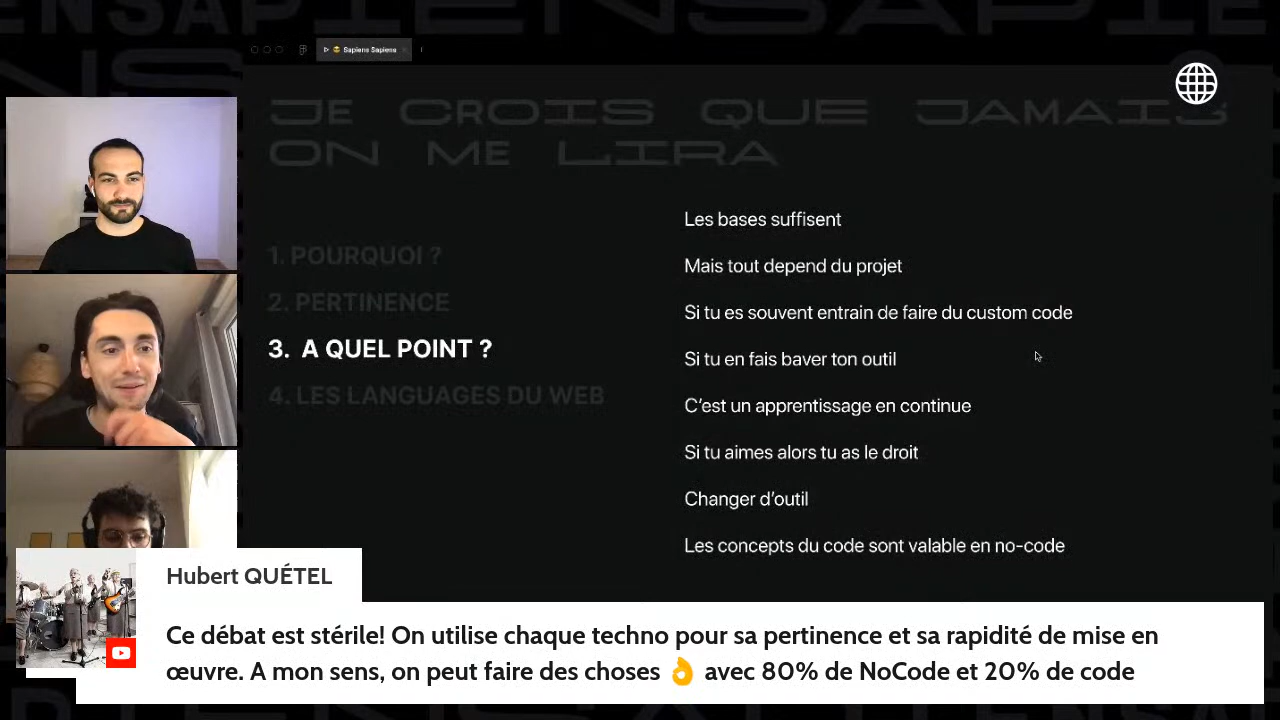 Sapiens Sapiens
JE CROIS QUE JAMAIS
ON ME LIRA
1. POURQUOI ?
2. PERTINENCE
3. A QUEL POINT ?
4. LES LANGUAGES DU WEB
Les bases suffisent
Mais tout depend du projet
Si tu es souvent entrain de faire du custom code
Si tu en fais baver ton outil
C'est un apprentissage en continue
Si tu aimes alors tu as le droit
Changer d'outil
Les concepts du code sont valable en no-code
Hubert QUÉTEL
Ce débat est stérile! On utilise chaque techno pour sa pertinence et sa rapidité de mise en
œuvre. A mon sens, on peut faire des choses 👌 avec 80% de NoCode et 20% de code